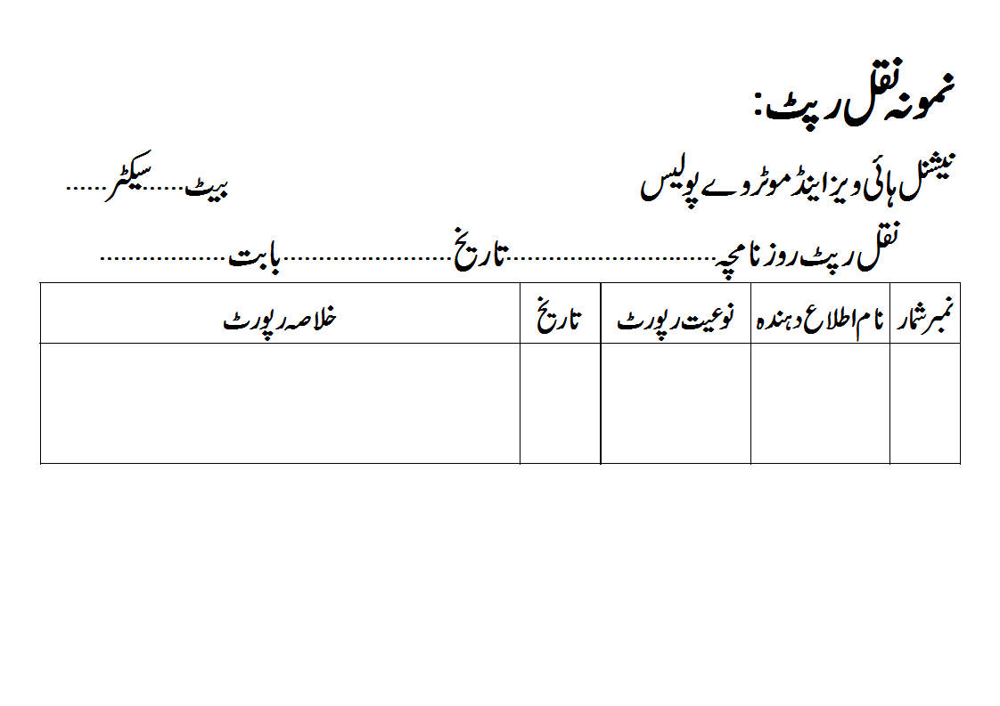 نمونہ نقل رپٹ:
نیشنل ہائی ویز اینڈ موٹر وے پولیس بیٹ......سیکٹر......
نقل رپٹ روزنامچہ.............................تاریخ........................بابت..................
نمبر شمار نام اطلاع دہندہ نوعیت رپورٹ تاریخ خلاصہ رپورٹ